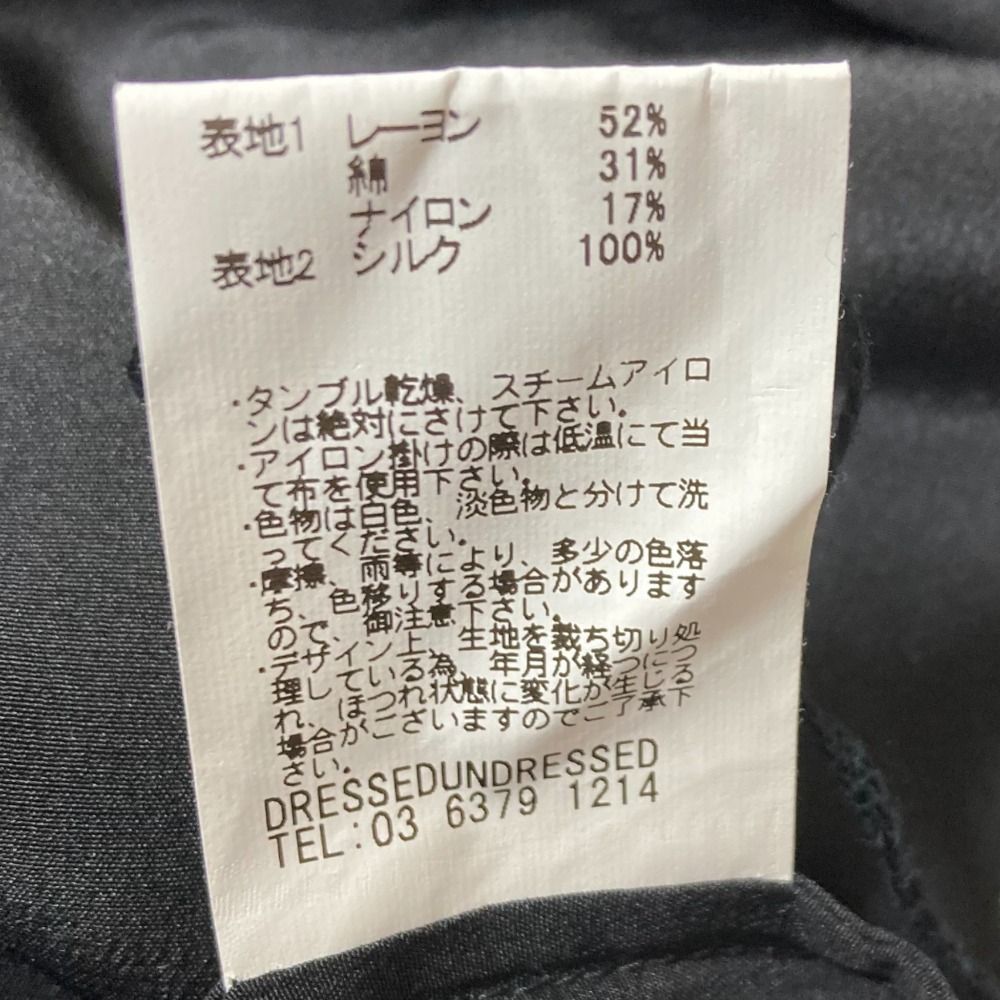 表地1 レーヨン 52%
綿 31%
ナイロン 17%
表地2 シルク 100%
・タンブル乾燥、スチームアイロ
ンは絶対にさけて下さい。
・アイロン掛けの際は低温にて当
て布を使用下さい。
・色物は白色、淡色物と分けて洗
ってください。
・摩擦、雨等により、多少の色落
ち、色移りする場合があります
ので御注意下さい。
・デザイン上、生地を裁ち切り処
理している為、年月が経つにつ
れ、ほつれ状態に変化が生じる
場合がございますのでご了承下
さい。
DRESSEDUNDRESSED
TEL:03 6379 1214